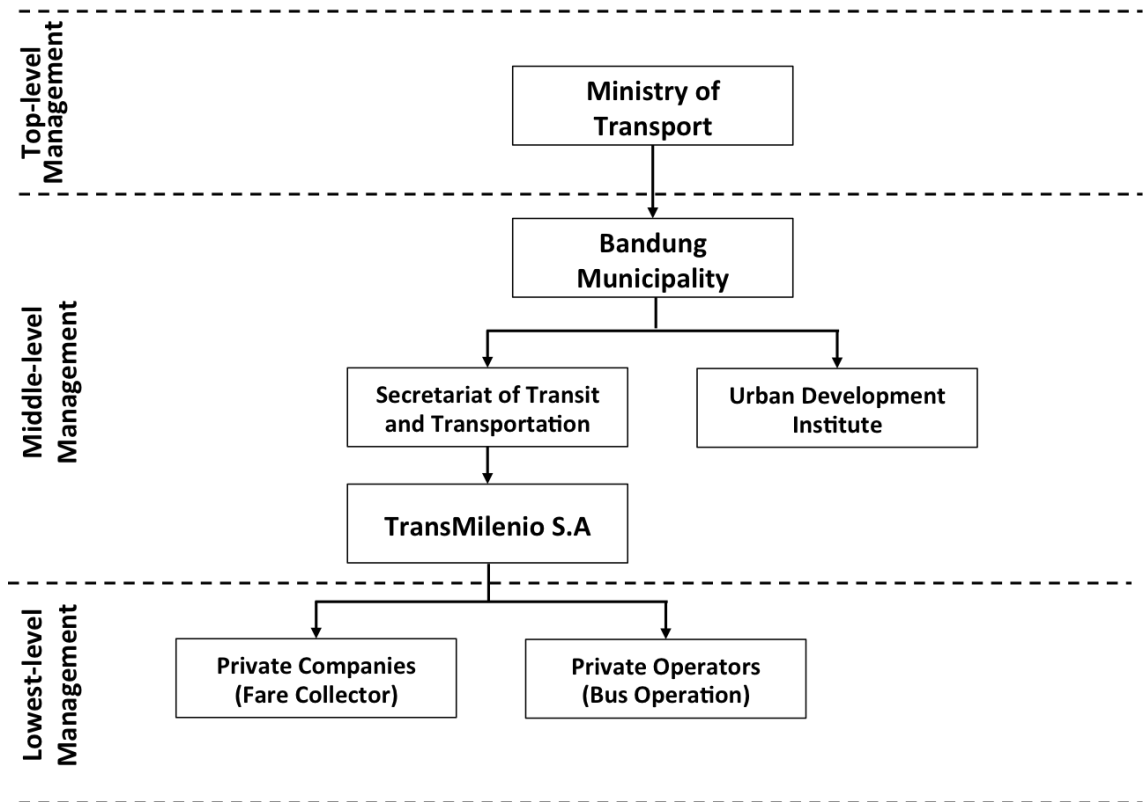 Top-level
Management
Ministry of
Transport
Middle-level
Management
Bandung
Municipality
Secretariat of Transit
and Transportation
Urban Development
Institute
TransMilenio S.A
Lowest-level
Management
Private Companies
(Fare Collector)
Private Operators
(Bus Operation)